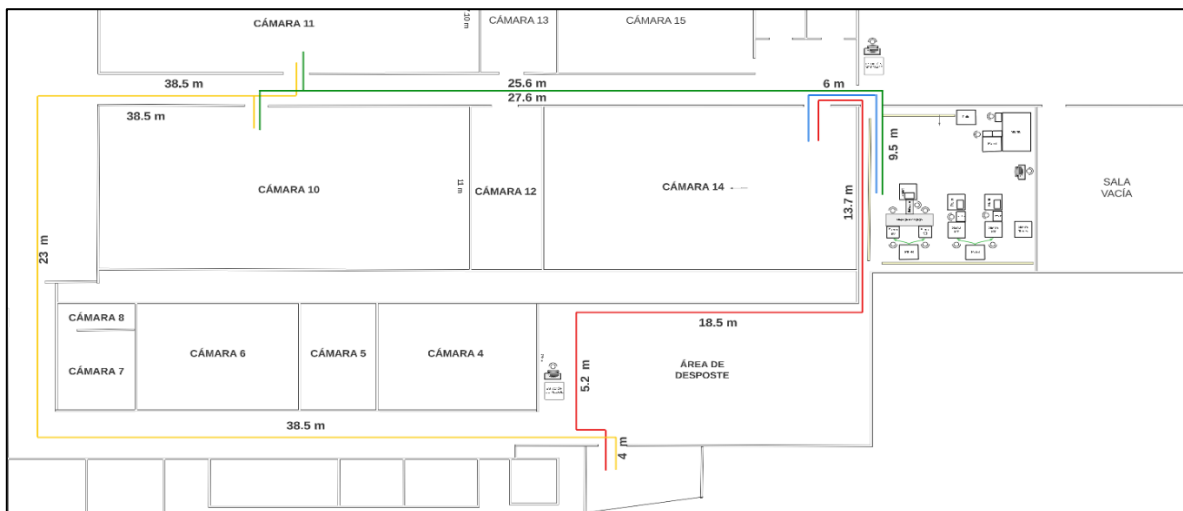 CÁMARA 11
10 m
CÁMARA 13
CÁMARA 15
38.5 m
25.6 m
6 m
27.6 m
38.5 m
9.5 m
CÁMARA 10
11 m
CÁMARA 12
CÁMARA 14
13.7 m
SALA
VACÍA
23 m
CÁMARA 8
18.5 m
CÁMARA 6
CÁMARA 5
CÁMARA 4
CÁMARA 7
5.2 m
ÁREA DE
DESPOSTE
38.5 m
4 m